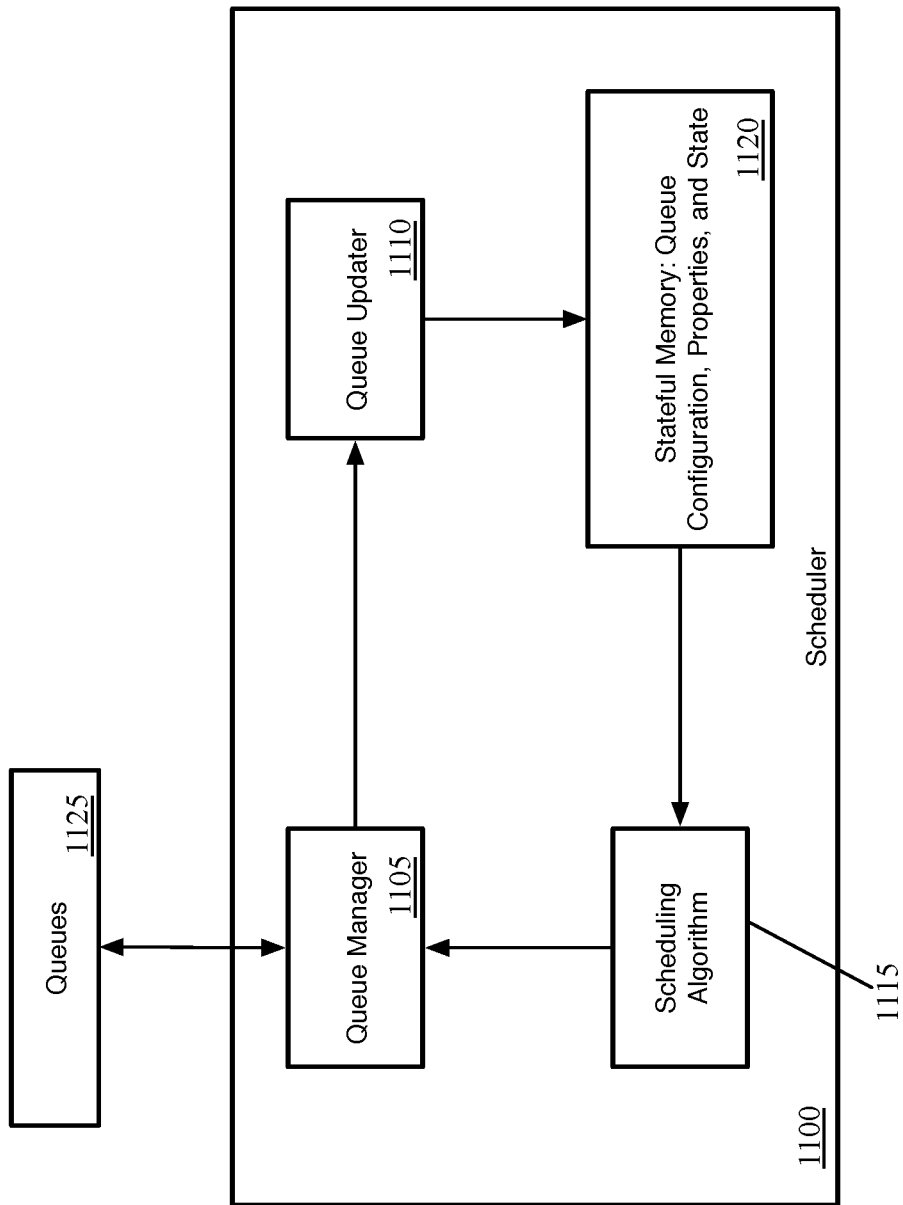 Queues
1125
Queue Manager
1105
Queue Updater
1110
Scheduling
Algorithm
1115
Stateful Memory: Queue
Configuration, Properties, and State
1120
Scheduler
1100